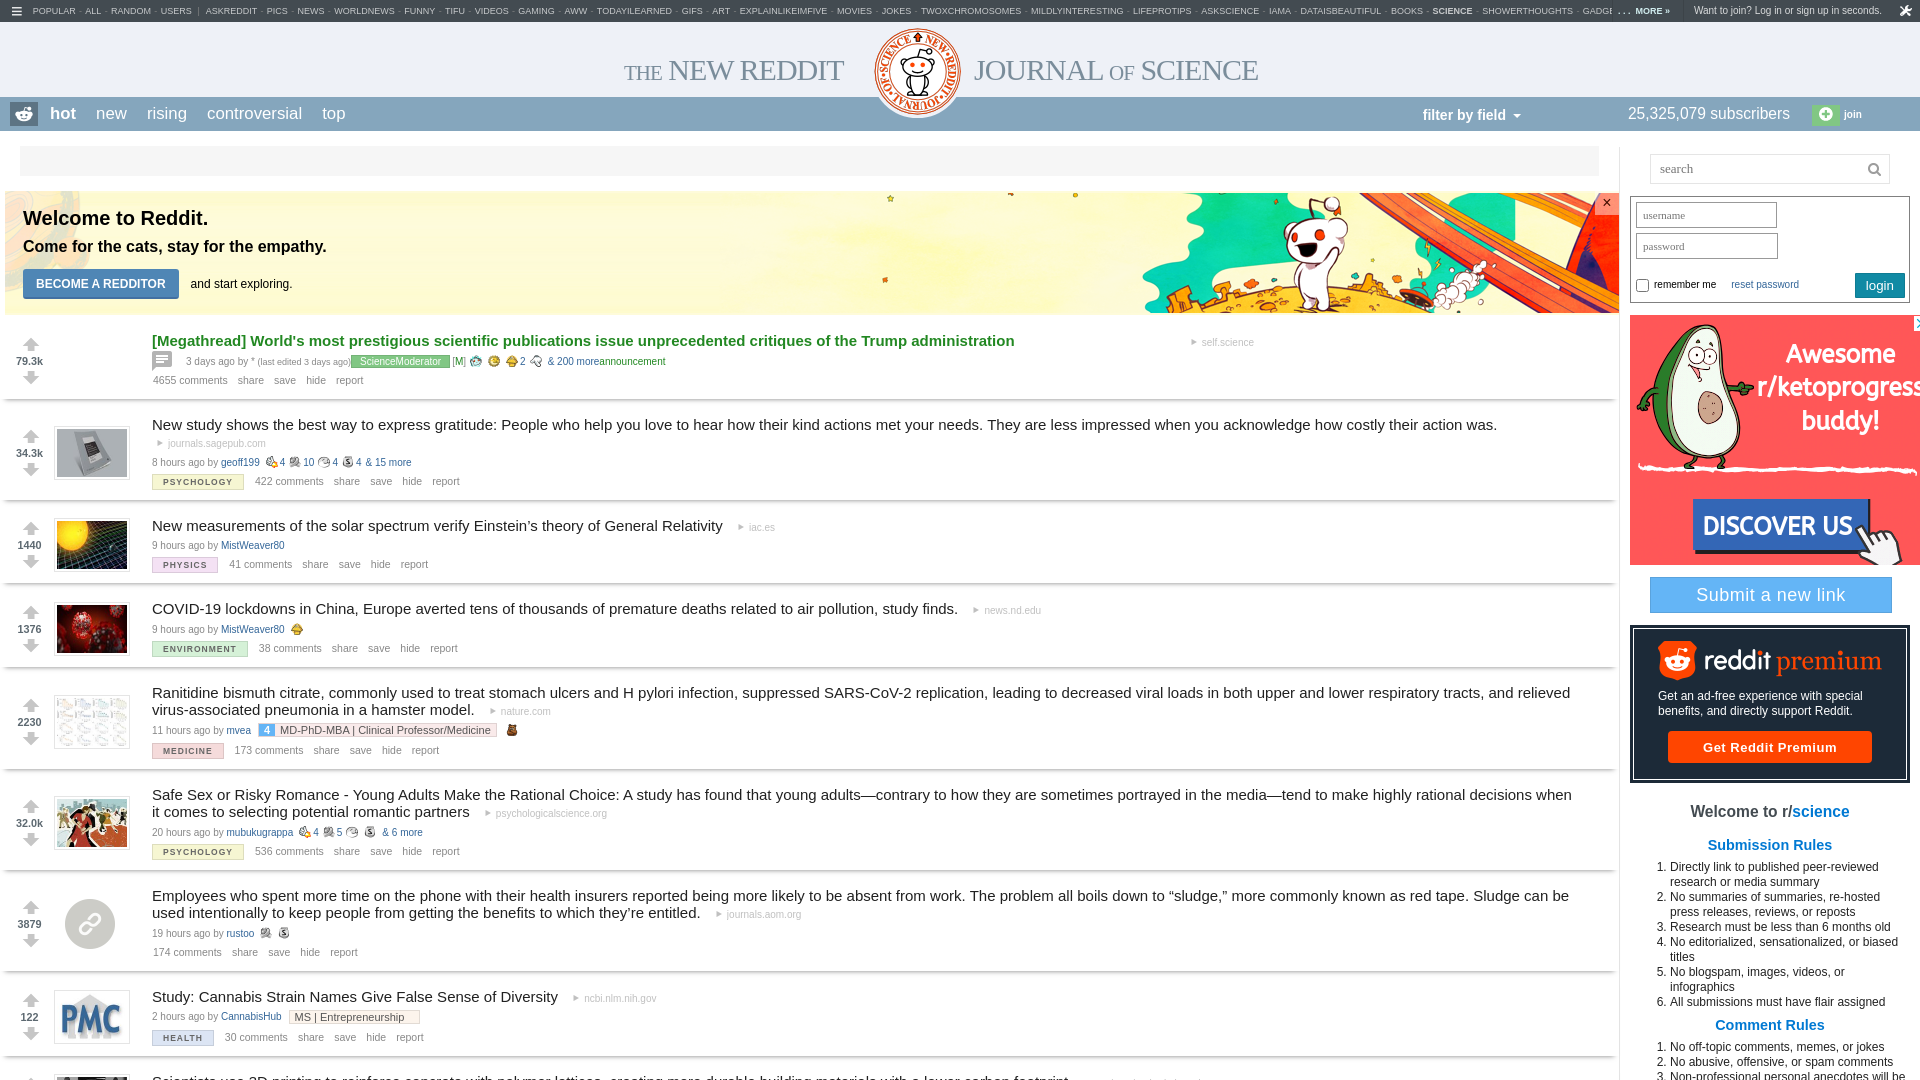 POPULAR - ALL - RANDOM - USERS | ASKREDDIT - PICS - NEWS - WORLDNEWS - FUNNY - TIFU - VIDEOS - GAMING - AWW - TODAYILEARNED - GIFS - ART - EXPLAINLIKEIMFIVE - MOVIES - JOKES - TWOXCHROMOSOMES - MILDLYINTERESTING - LIFEPROTIPS - ASKSCIENCE - IAMA - DATAISBEAUTIFUL - BOOKS - SCIENCE - SHOWERTHOUGHTS - GADGE ... MORE » Want to join? Log in or sign up in seconds.
THE NEW REDDIT JOURNAL OF SCIENCE
NEW·REDDIT·JOURNAL·OF·SCIENCE
hot new rising controversial top filter by field 25,325,079 subscribers join
search
Welcome to Reddit.
Come for the cats, stay for the empathy.
BECOME A REDDITOR and start exploring.
×
username
password
remember me reset password login
79.3k
[Megathread] World's most prestigious scientific publications issue unprecedented critiques of the Trump administration self.science
3 days ago by * (last edited 3 days ago) ScienceModerator [M] 2 & 200 more announcement
4655 comments share save hide report
34.3k
New study shows the best way to express gratitude: People who help you love to hear how their kind actions met your needs. They are less impressed when you acknowledge how costly their action was.
journals.sagepub.com
8 hours ago by geoff199 4 10 4 4 & 15 more
PSYCHOLOGY 422 comments share save hide report
1440
New measurements of the solar spectrum verify Einstein’s theory of General Relativity iac.es
9 hours ago by MistWeaver80
PHYSICS 41 comments share save hide report
1376
COVID-19 lockdowns in China, Europe averted tens of thousands of premature deaths related to air pollution, study finds. news.nd.edu
9 hours ago by MistWeaver80
ENVIRONMENT 38 comments share save hide report
2230
Ranitidine bismuth citrate, commonly used to treat stomach ulcers and H pylori infection, suppressed SARS-CoV-2 replication, leading to decreased viral loads in both upper and lower respiratory tracts, and relieved
virus-associated pneumonia in a hamster model. nature.com
11 hours ago by mvea 4 MD-PhD-MBA | Clinical Professor/Medicine
MEDICINE 173 comments share save hide report
32.0k
Safe Sex or Risky Romance - Young Adults Make the Rational Choice: A study has found that young adults—contrary to how they are sometimes portrayed in the media—tend to make highly rational decisions when
it comes to selecting potential romantic partners psychologicalscience.org
20 hours ago by mubukugrappa 4 5 & 6 more
PSYCHOLOGY 536 comments share save hide report
3879
Employees who spent more time on the phone with their health insurers reported being more likely to be absent from work. The problem all boils down to “sludge,” more commonly known as red tape. Sludge can be
used intentionally to keep people from getting the benefits to which they’re entitled. journals.aom.org
19 hours ago by rustoo
174 comments share save hide report
122
PMC
Study: Cannabis Strain Names Give False Sense of Diversity ncbi.nlm.nih.gov
2 hours ago by CannabisHub MS | Entrepreneurship
HEALTH 30 comments share save hide report
Scientists use 3D printing to reinforce concrete with polymer lattices, creating more durable building materials with a lower carbon footprint
Awesome
r/ketoprogress
buddy!
DISCOVER US
Submit a new link
reddit premium
Get an ad-free experience with special
benefits, and directly support Reddit.
Get Reddit Premium
Welcome to r/science
Submission Rules
1. Directly link to published peer-reviewed
research or media summary
2. No summaries of summaries, re-hosted
press releases, reviews, or reposts
3. Research must be less than 6 months old
4. No editorialized, sensationalized, or biased
titles
5. No blogspam, images, videos, or
infographics
6. All submissions must have flair assigned
Comment Rules
1. No off-topic comments, memes, or jokes
2. No abusive, offensive, or spam comments
3. Non-professional personal anecdotes will be